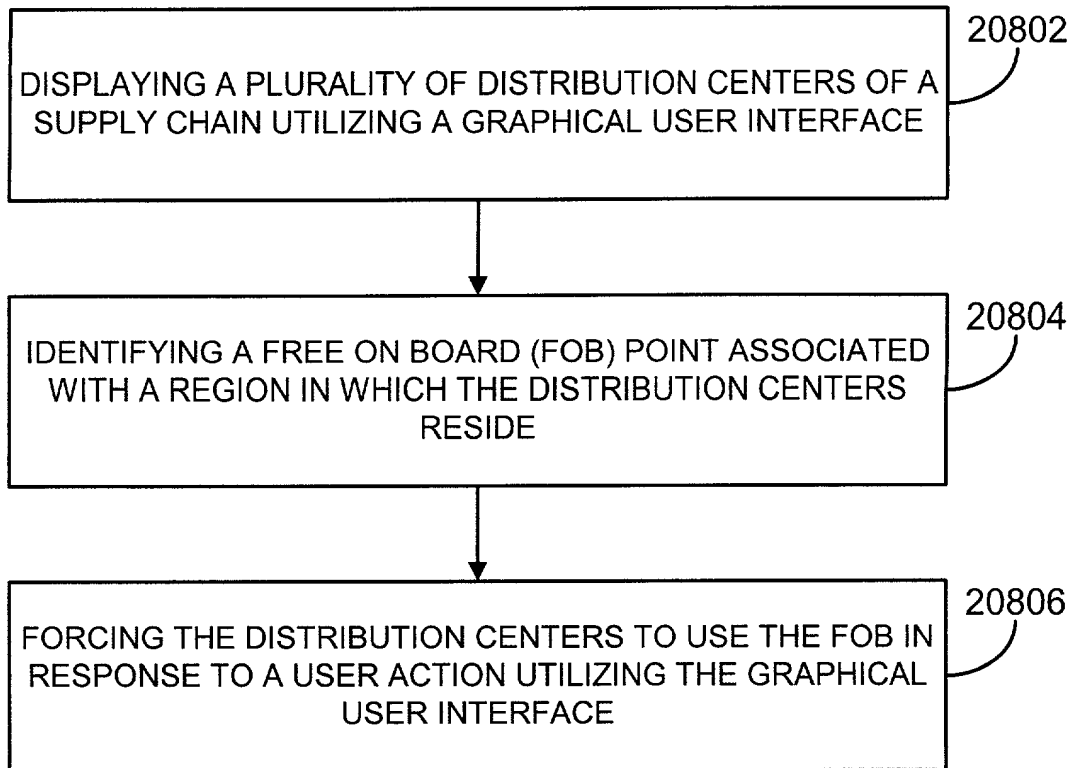 20802
DISPLAYING A PLURALITY OF DISTRIBUTION CENTERS OF A
SUPPLY CHAIN UTILIZING A GRAPHICAL USER INTERFACE
20804
IDENTIFYING A FREE ON BOARD (FOB) POINT ASSOCIATED
WITH A REGION IN WHICH THE DISTRIBUTION CENTERS
RESIDE
20806
FORCING THE DISTRIBUTION CENTERS TO USE THE FOB IN
RESPONSE TO A USER ACTION UTILIZING THE GRAPHICAL
USER INTERFACE